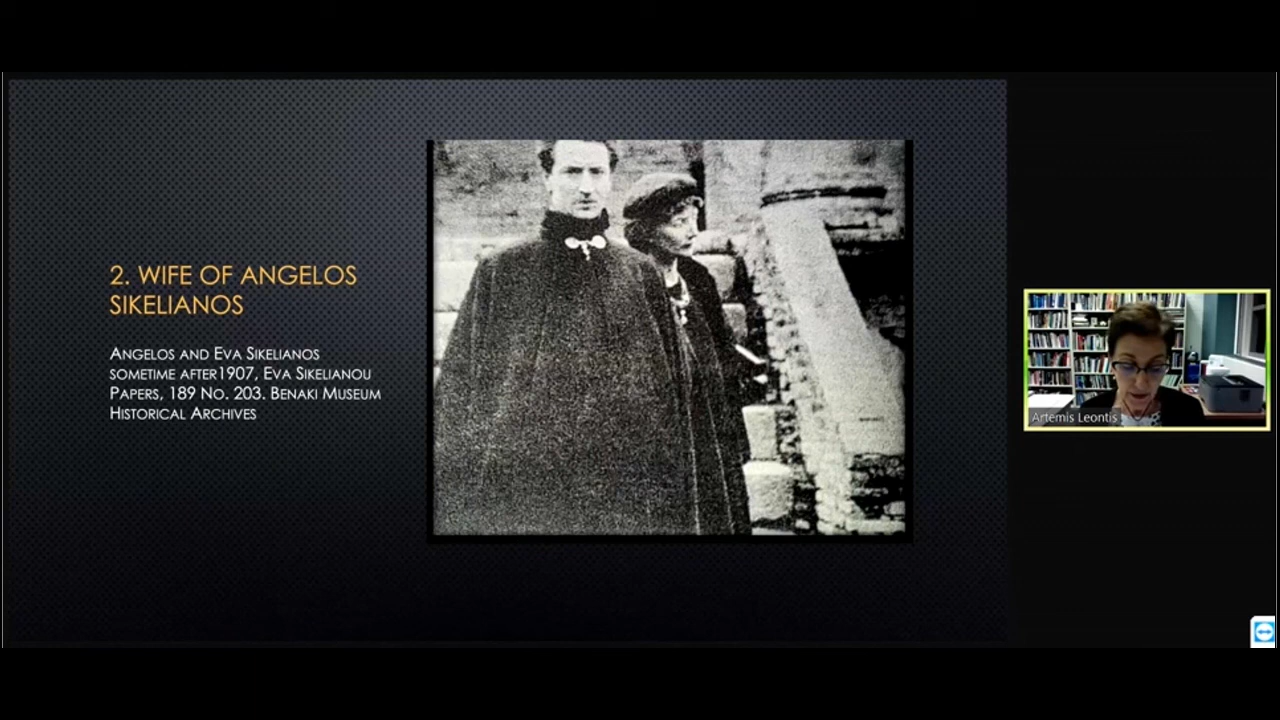 2. WIFE OF ANGELOS
SIKELIANOS
ANGELOS AND EVA SIKELIANOS
SOMETIME AFTER1907, EVA SIKELIANOU
PAPERS, 189 NO. 203. BENAKI MUSEUM
HISTORICAL ARCHIVES
Artemis Leontis